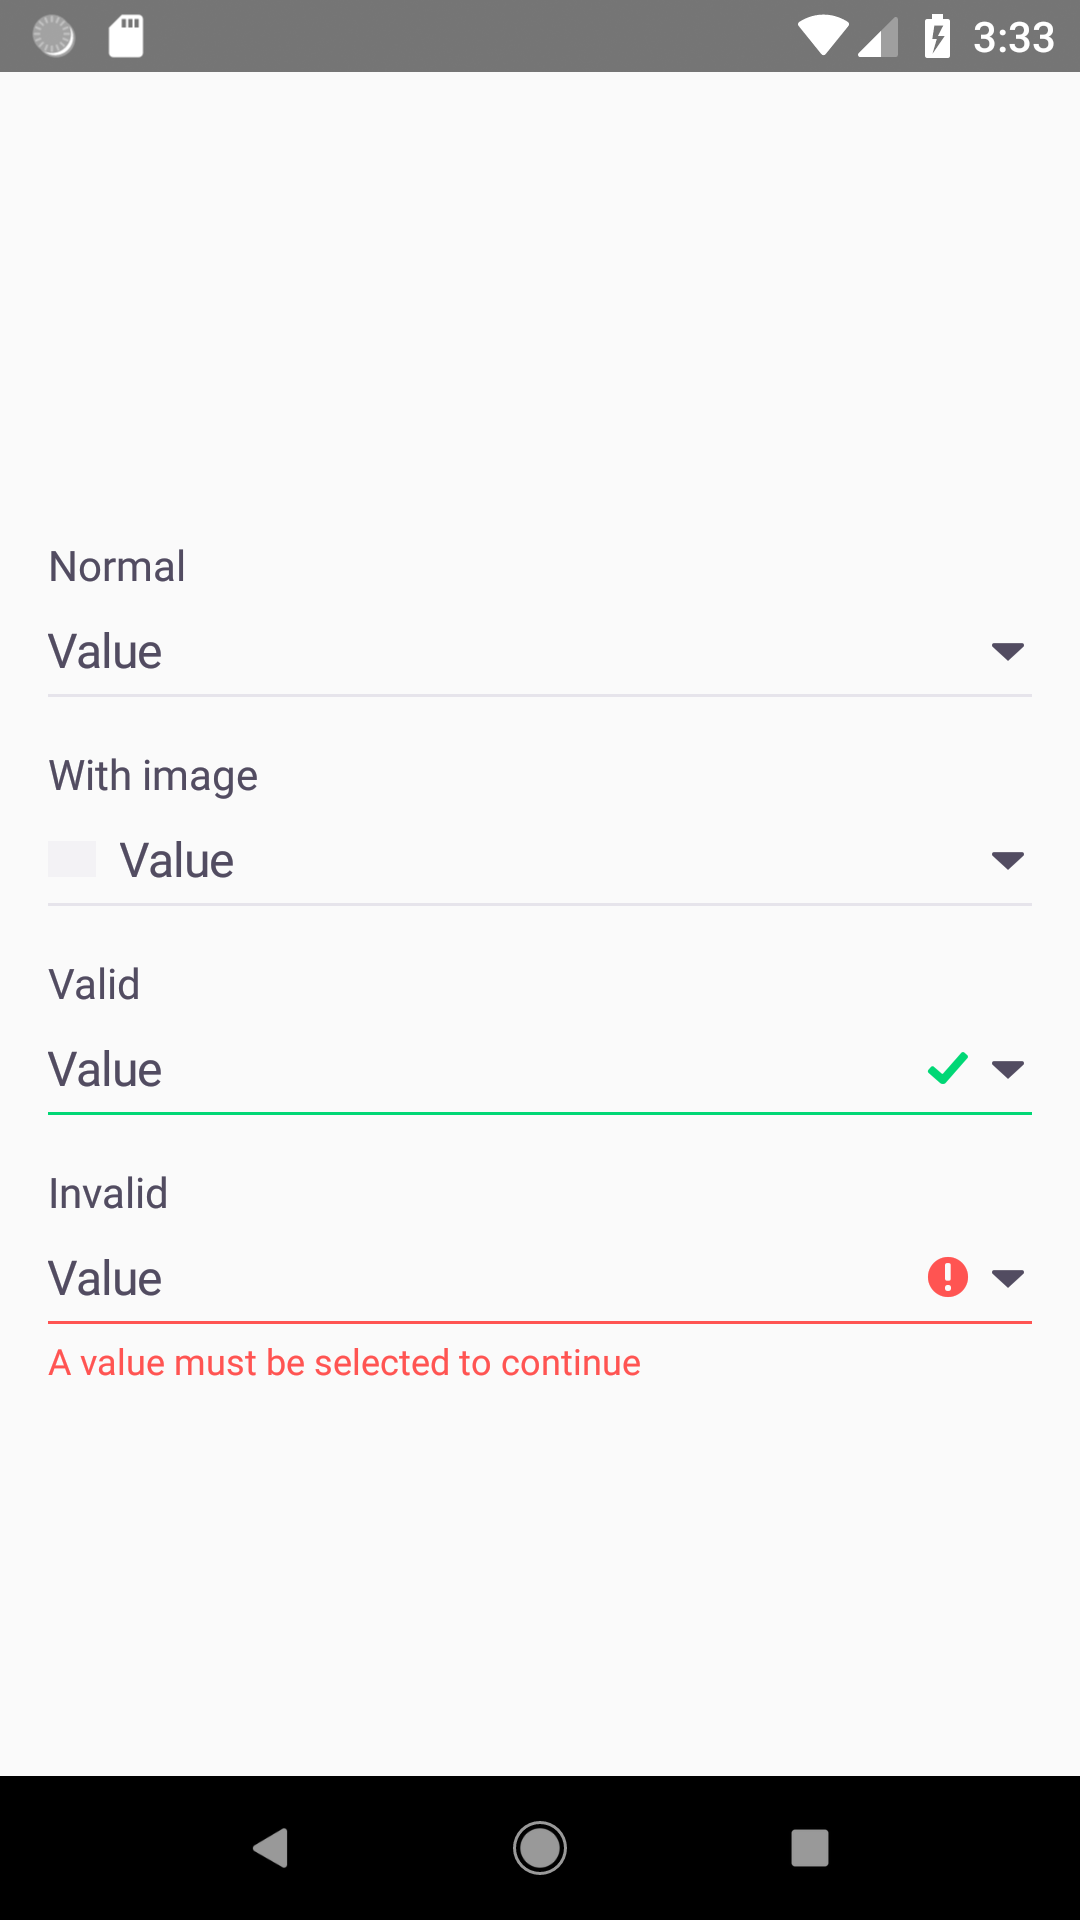 3:33
Normal
Value
With image
Value
Valid
Value
Invalid
Value
A value must be selected to continue